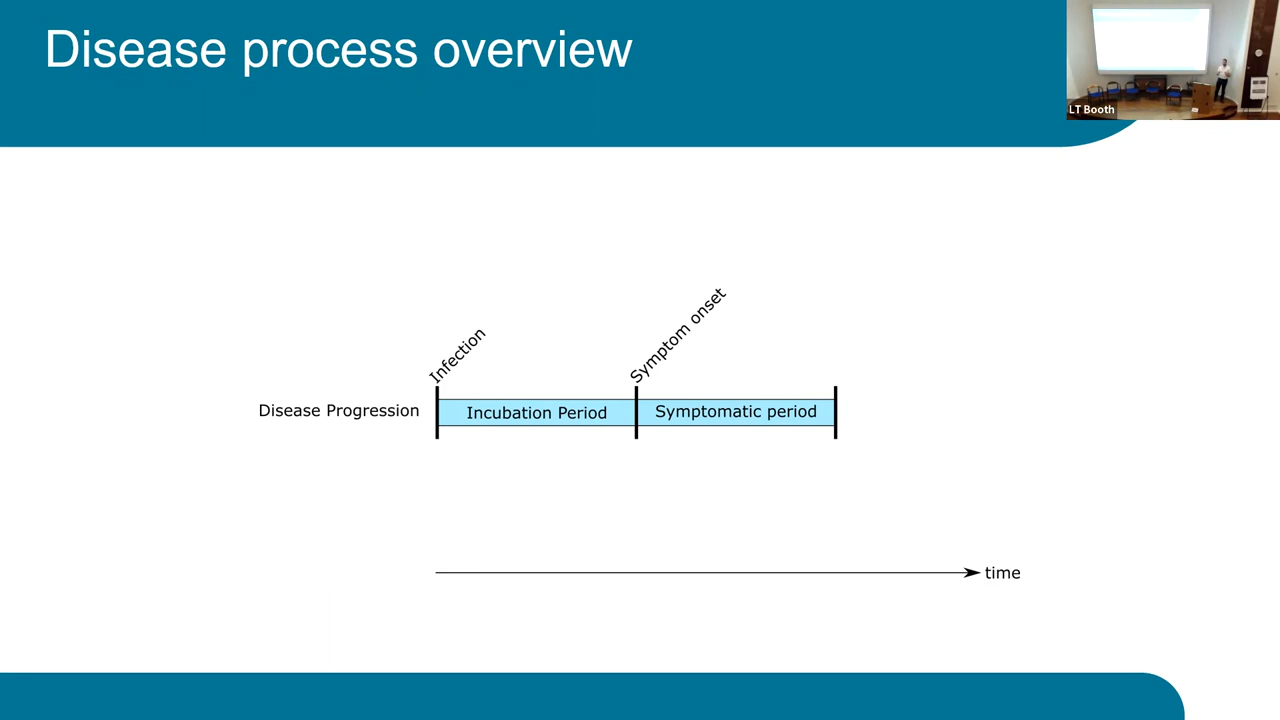 Disease process overview
LT Booth
Infection
Symptom onset
Disease Progression
Incubation Period
Symptomatic period
time